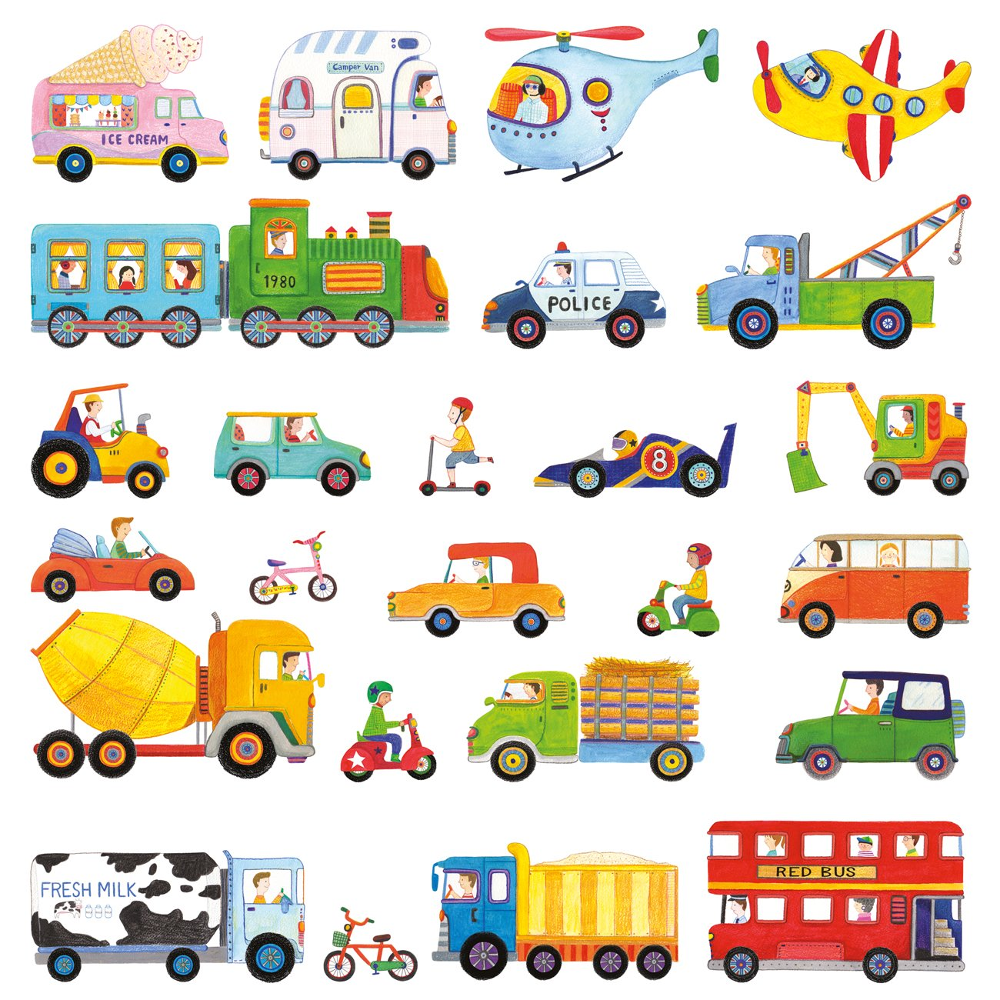 ICE CREAM
Camper Van
1980
POLICE
8
FRESH MILK
RED BUS